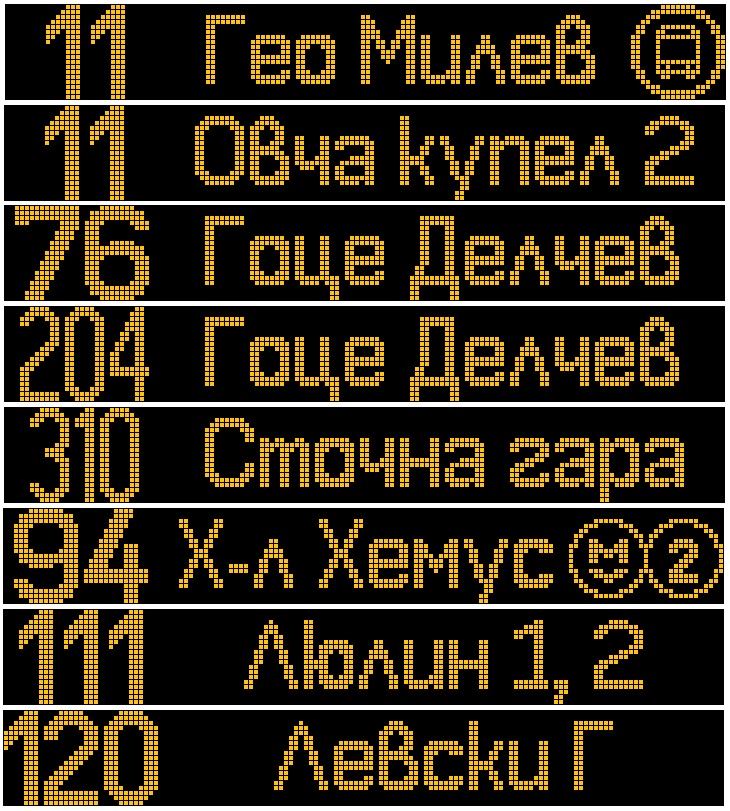 11 Гео Милев
11 Овча купел 2
76 Гоце Делчев
204 Гоце Делчев
310 Сточна гара
94 Х-л Хемус М 2
111 Люлин 1, 2
120 Левски Г